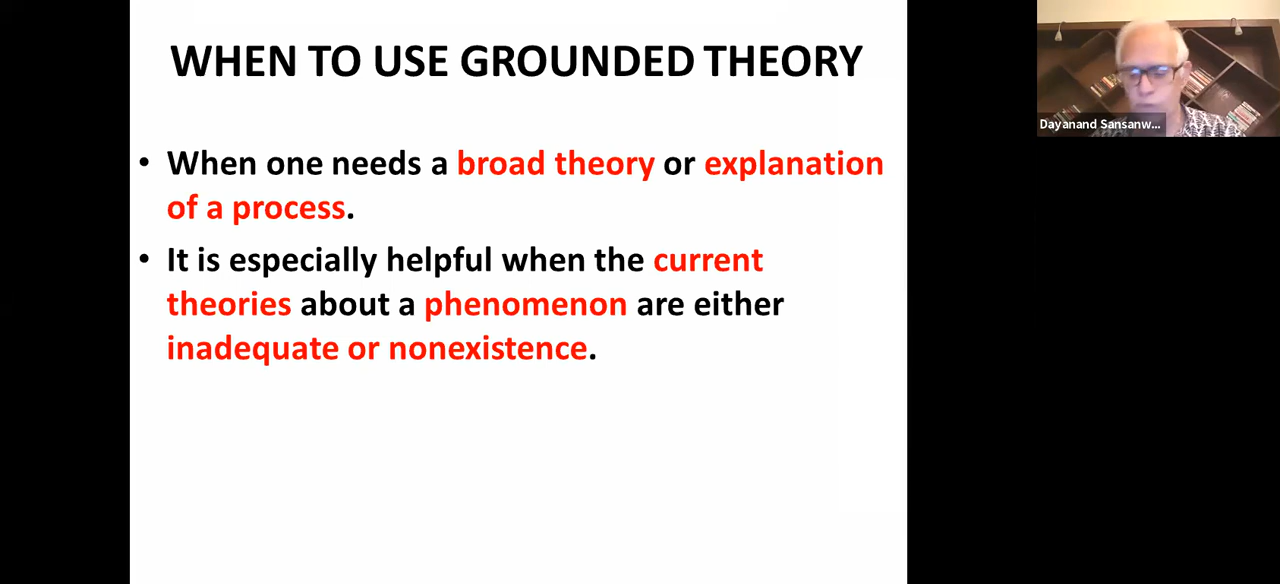 WHEN TO USE GROUNDED THEORY
• When one needs a broad theory or explanation
of a process.
• It is especially helpful when the current
theories about a phenomenon are either
inadequate or nonexistence.
Dayanand Sansanw...